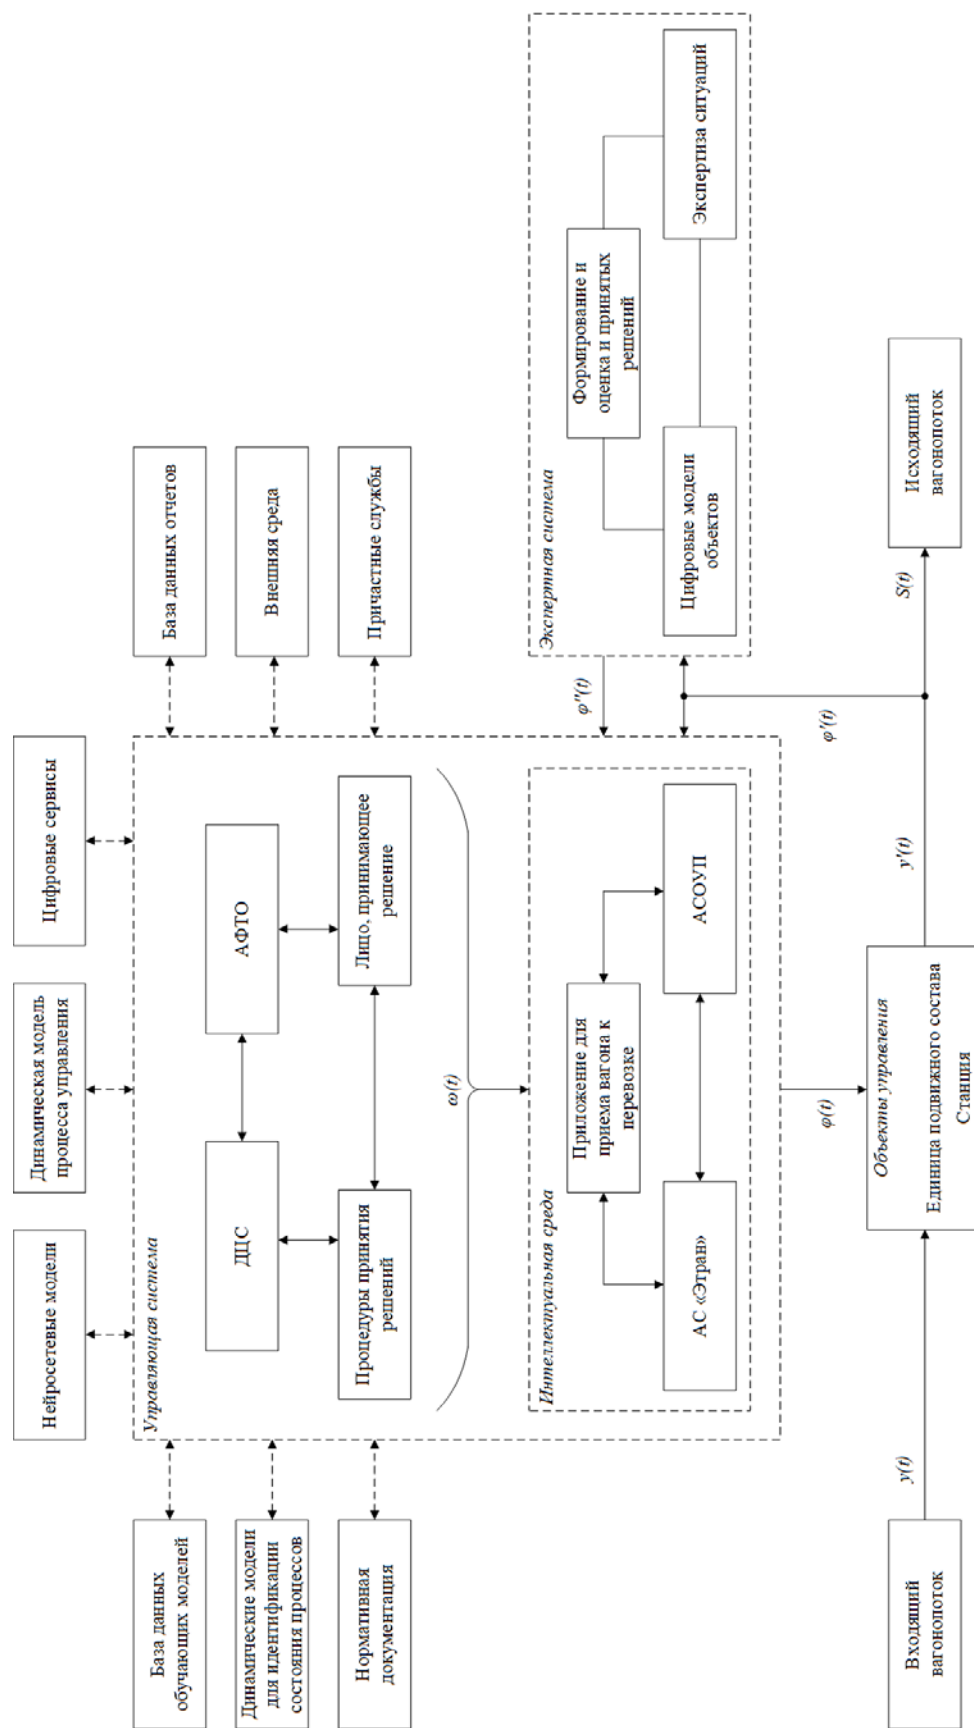 Нейросетевые модели
Динамическая модель
процесса управления
Цифровые сервисы
База данных
обучающих моделей
Динамические модели
для идентификации
состояния процессов
Нормативная
документация
Управляющая система
ДЦС
АФТО
Процедуры принятия
решений
Лицо, принимающее
решение
ω(t)
Интеллектуальная среда
Приложение для
приема вагона к
перевозке
АС «Этран»
АСОУП
База данных отчетов
Внешняя среда
Причастные службы
φ''(t)
Экспертная система
Формирование и
оценка и принятых
решений
Цифровые модели
объектов
Экспертиза ситуаций
φ(t)
φ'(t)
Входящий
вагонопоток
y(t)
Объекты управления
Единица подвижного состава
Станция
y'(t)
S(t)
Исходящий
вагонопоток